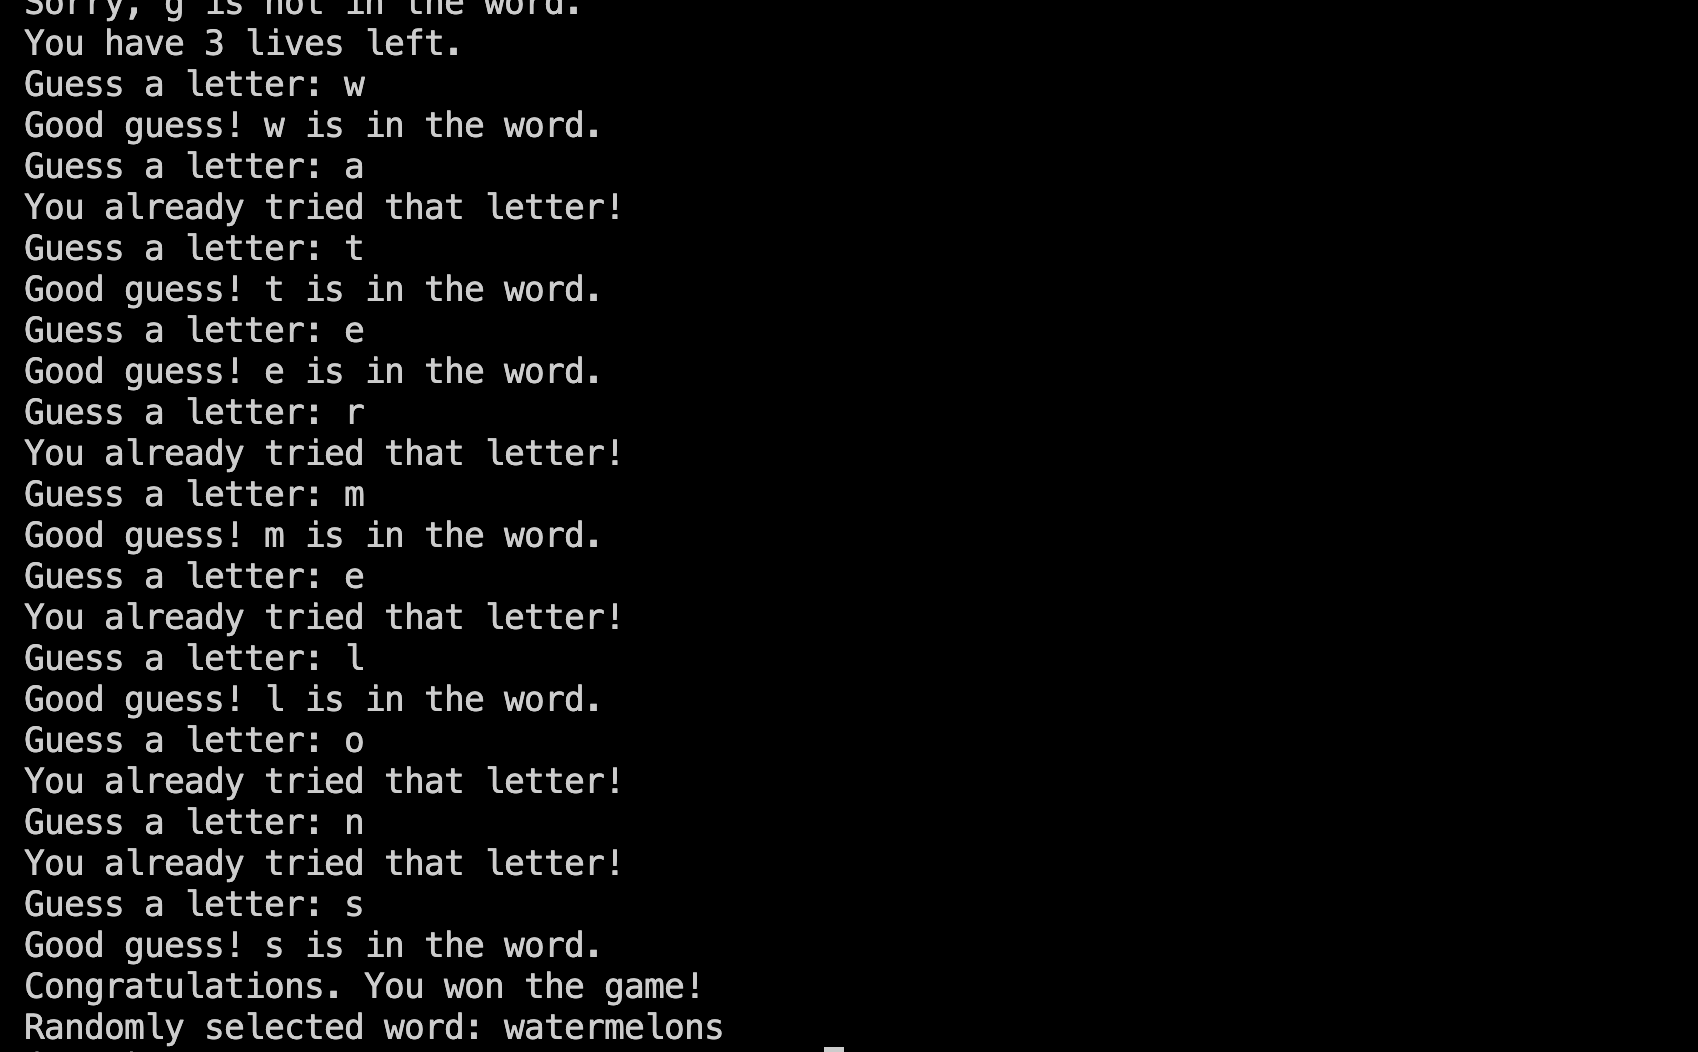 Sorry, g is not in the word.
You have 3 lives left.
Guess a letter: w
Good guess! w is in the word.
Guess a letter: a
You already tried that letter!
Guess a letter: t
Good guess! t is in the word.
Guess a letter: e
Good guess! e is in the word.
Guess a letter: r
You already tried that letter!
Guess a letter: m
Good guess! m is in the word.
Guess a letter: e
You already tried that letter!
Guess a letter: l
Good guess! l is in the word.
Guess a letter: o
You already tried that letter!
Guess a letter: n
You already tried that letter!
Guess a letter: s
Good guess! s is in the word.
Congratulations. You won the game!
Randomly selected word: watermelons